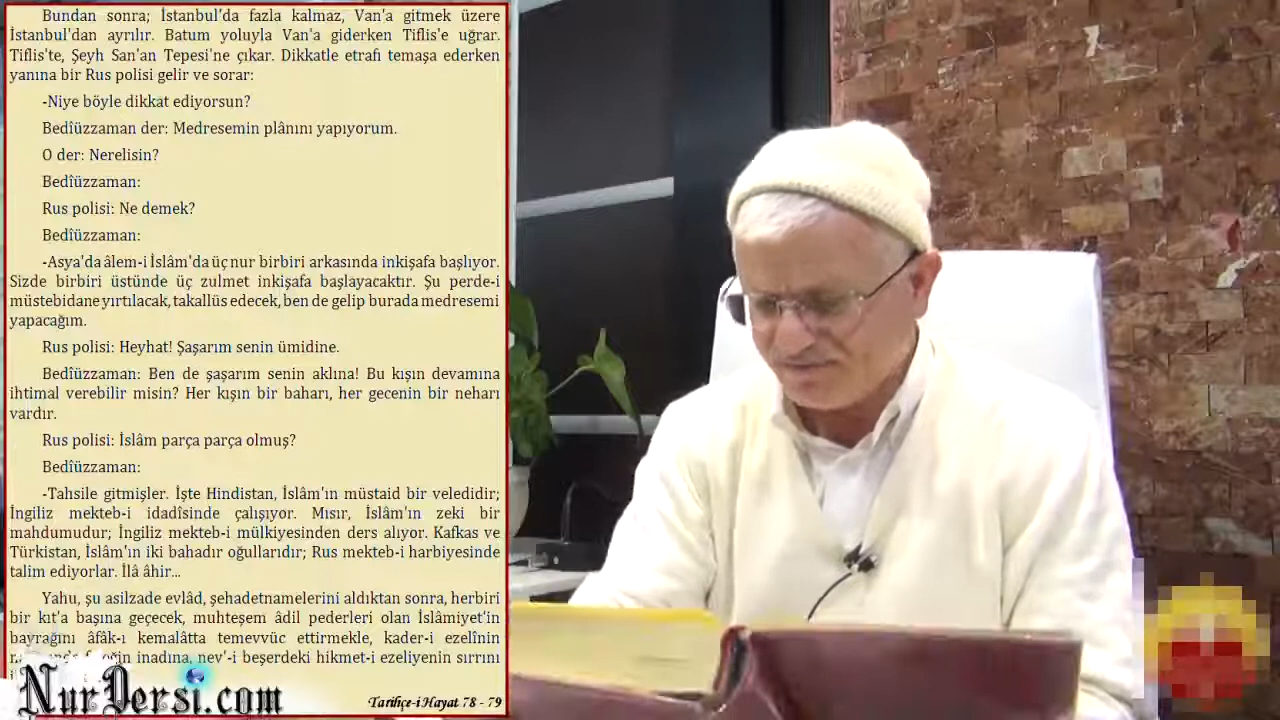 Bundan sonra; İstanbul'da fazla kalmaz, Van'a gitmek üzere
İstanbul'dan ayrılır. Batum yoluyla Van'a giderken Tiflis'e uğrar.
Tiflis'te, Şeyh San'an Tepesi'ne çıkar. Dikkatle etrafı temaşa ederken
yanına bir Rus polisi gelir ve sorar:
-Niye böyle dikkat ediyorsun?
Bedîüzzaman der: Medresemin plânını yapıyorum.
O der: Nerelisin?
Bedîüzzaman:
Rus polisi: Ne demek?
Bedîüzzaman:
-Asya'da âlem-i İslâm'da üç nur birbiri arkasında inkişafa başlıyor.
Sizde birbiri üstünde üç zulmet inkişafa başlayacaktır. Şu perde-i
müstebidane yırtılacak, takallüs edecek, ben de gelip burada medresemi
yapacağım.
Rus polisi: Heyhat! Şaşarım senin ümidine.
Bedîüzzaman: Ben de şaşarım senin aklına! Bu kışın devamına
ihtimal verebilir misin? Her kışın bir baharı, her gecenin bir neharı
vardır.
Rus polisi: İslâm parça parça olmuş?
Bedîüzzaman:
-Tahsile gitmişler. İşte Hindistan, İslâm'ın müstaid bir veledidir;
İngiliz mekteb-i idadîsinde çalışıyor. Mısır, İslâm'ın zeki bir
mahdumudur; İngiliz mekteb-i mülkiyesinden ders alıyor. Kafkas ve
Türkistan, İslâm'ın iki bahadır oğullarıdır; Rus mekteb-i harbiyesinde
talim ediyorlar. İlâ âhir...
Yahu, şu asilzade evlâd, şehadetnamelerini aldıktan sonra, herbiri
bir kıt'a başına geçecek, muhteşem âdil pederleri olan İslâmiyet'in
bayrağını âfâk-ı kemalâtta temevvüc ettirmekle, kader-i ezelînin
inadına, nev'-i beşerdeki hikmet-i ezeliyenin sırrını
NurDersi.com
Tarihçe-i Hayat 78 - 79